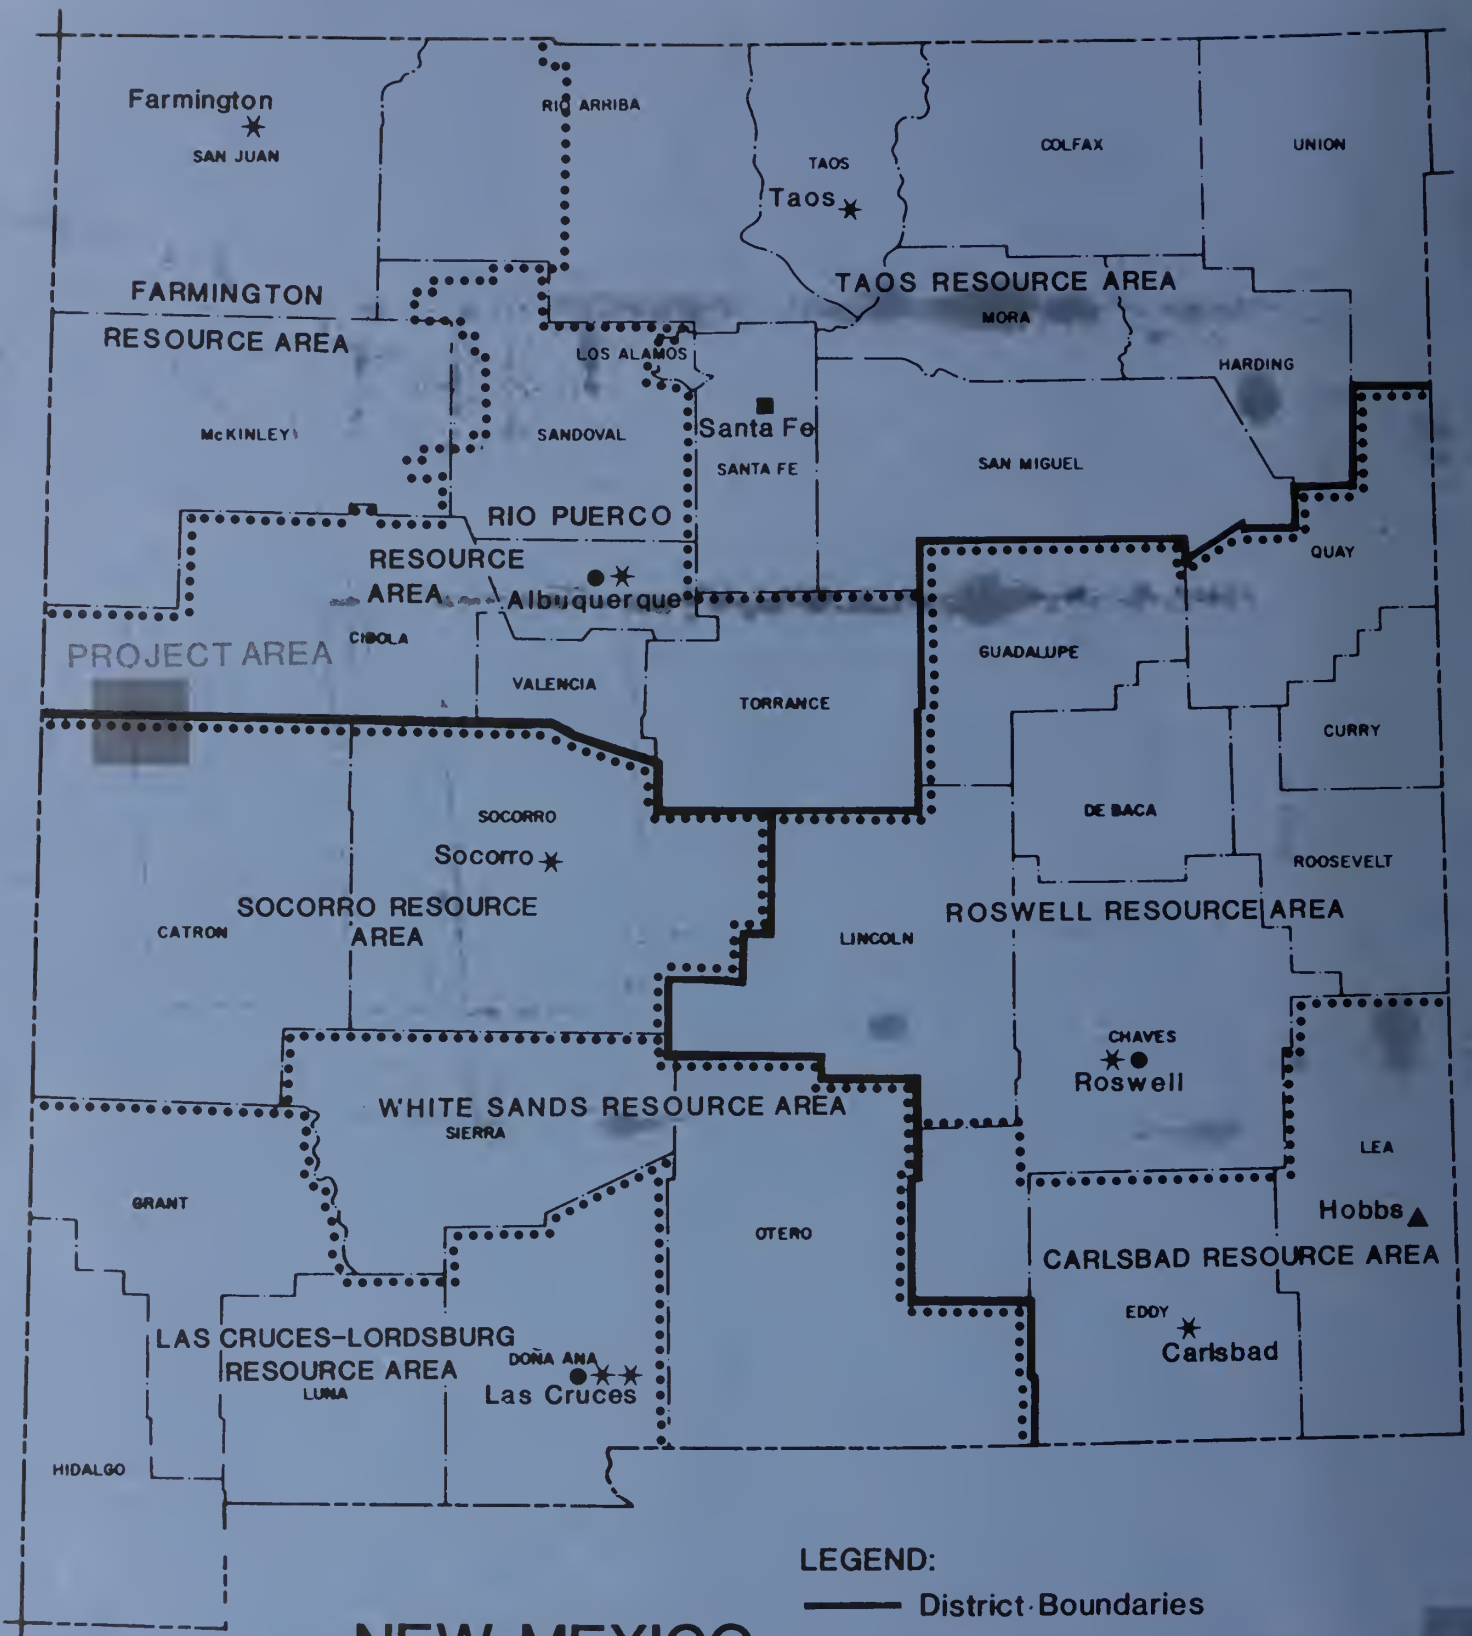 Farmington
SAN JUAN
RIO ARRIBA
TAOS
Taos
COLFAX
UNION
FARMINGTON
RESOURCE AREA
TAOS RESOURCE AREA
MORA
LOS ALAMOS
HARDING
McKINLEY
SANDOVAL
Santa Fe
SANTA FE
SAN MIGUEL
RIO PUERCO
RESOURCE
AREA
Albuquerque
QUAY
CIBOLA
PROJECT AREA
VALENCIA
TORRANCE
GUADALUPE
CURRY
SOCORRO
Socorro
DE BACA
ROOSEVELT
SOCORRO RESOURCE
AREA
CATRON
LINCOLN
ROSWELL RESOURCE AREA
CHAVES
Roswell
WHITE SANDS RESOURCE AREA
SIERRA
LEA
GRANT
OTERO
Hobbs
CARLSBAD RESOURCE AREA
EDDY
Carlsbad
LAS CRUCES-LORDSBURG
RESOURCE AREA
LUNA
DOÑA ANA
Las Cruces
HIDALGO
LEGEND:
District Boundaries
NEW MEXICO